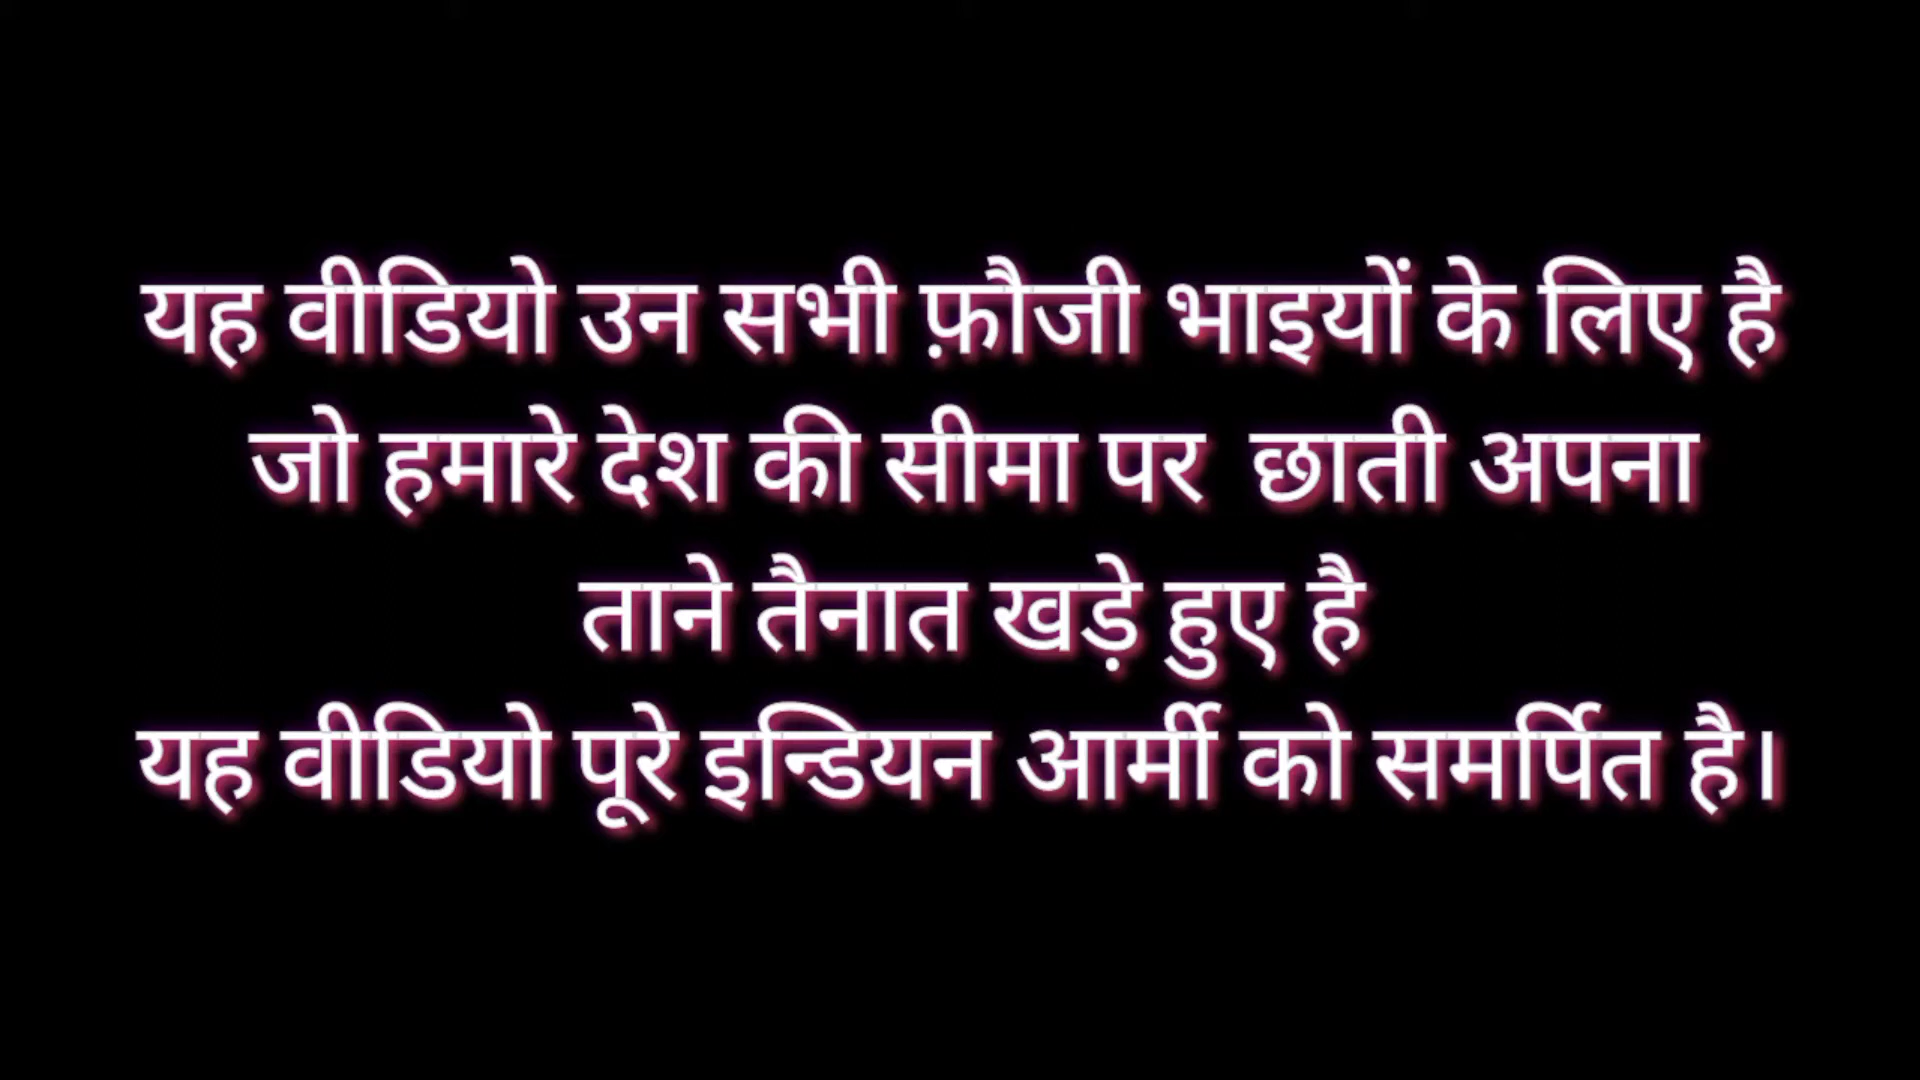 यह वीडियो उन सभी फ़ौजी भाइयों के लिए है
जो हमारे देश की सीमा पर छाती अपना
ताने तैनात खड़े हुए है
यह वीडियो पूरे इन्डियन आर्मी को समर्पित है।